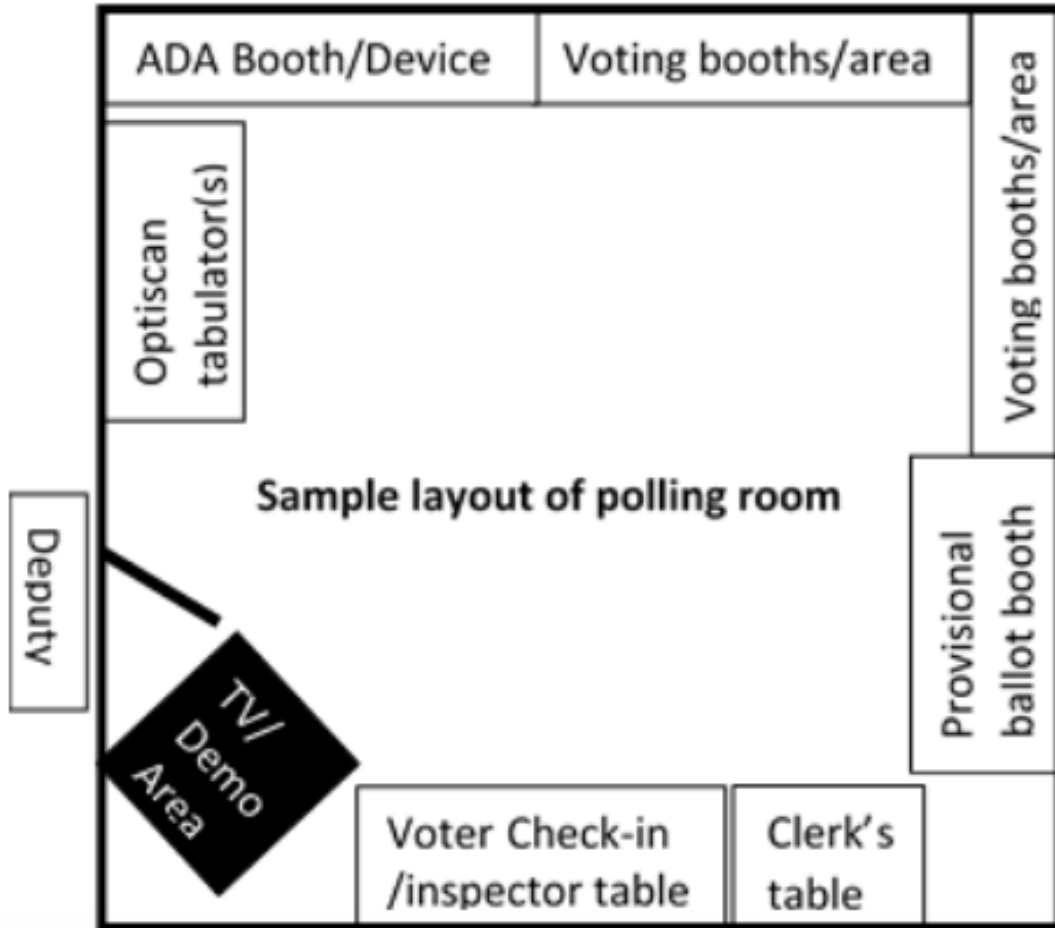 ADA Booth/Device
Voting booths/area
Voting booths/area
Optiscan
tabulator(s)
Sample layout of polling room
Deputy
Provisional
ballot booth
TV/
Demo
Area
Voter Check-in
/inspector table
Clerk's
table